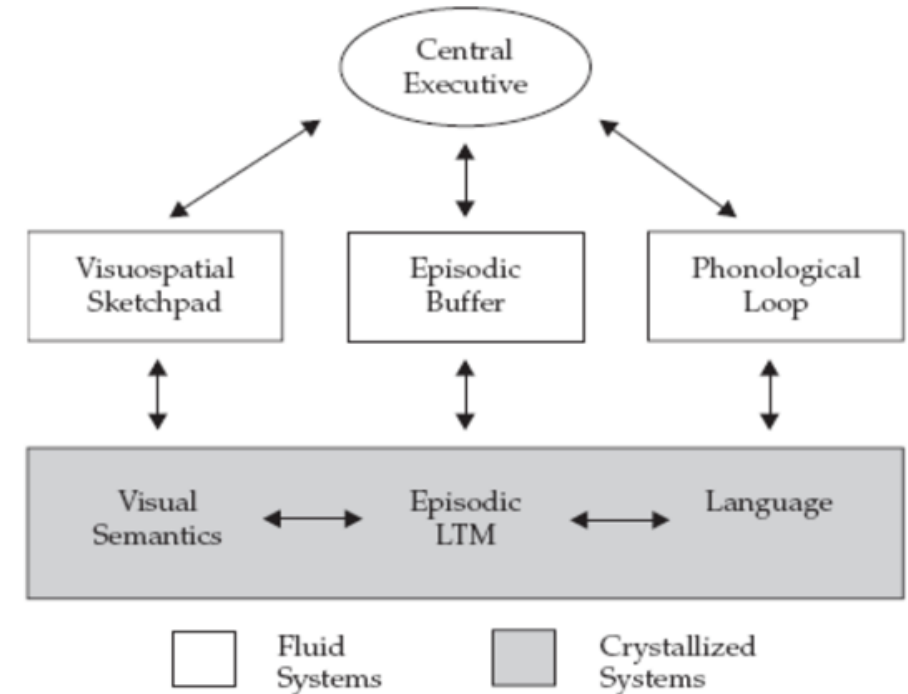 Central
Executive
Visuospatial
Sketchpad
Episodic
Buffer
Phonological
Loop
Visual
Semantics
Episodic
LTM
Language
Fluid
Systems
Crystallized
Systems